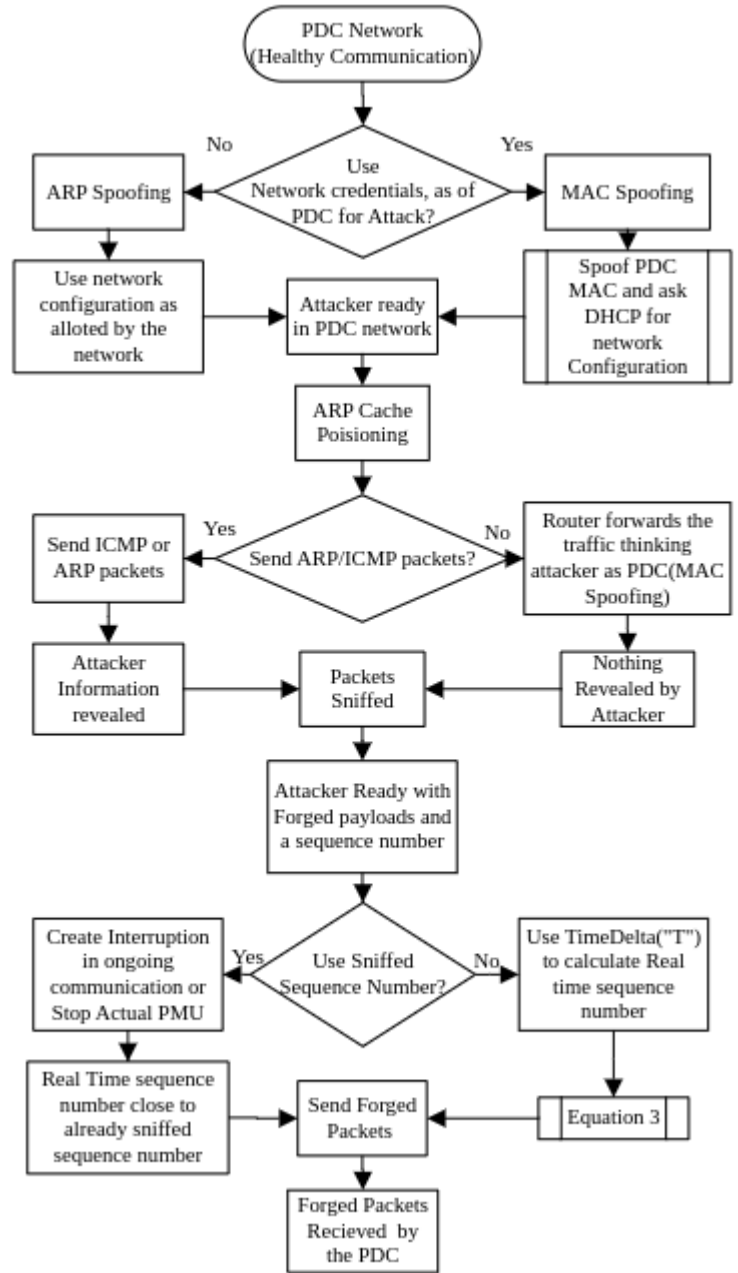 PDC Network
(Healthy Communication)
No
Yes
Use
Network credentials, as of
PDC for Attack?
ARP Spoofing
MAC Spoofing
Use network
configuration as
alloted by the
network
Attacker ready
in PDC network
Spoof PDC
MAC and ask
DHCP for
network
Configuration
ARP Cache
Poisioning
Yes
No
Send ICMP or
ARP packets
Send ARP/ICMP packets?
Router forwards the
traffic thinking
attacker as PDC(MAC
Spoofing)
Attacker
Information
revealed
Packets
Sniffed
Nothing
Revealed by
Attacker
Attacker Ready with
Forged payloads and
a sequence number
Create Interruption
in ongoing
communication or
Stop Actual PMU
Yes
Use Sniffed
Sequence Number?
No
Use TimeDelta("T")
to calculate Real
time sequence
number
Real Time sequence
number close to
already sniffed
sequence number
Send Forged
Packets
Equation 3
Forged Packets
Recieved by
the PDC